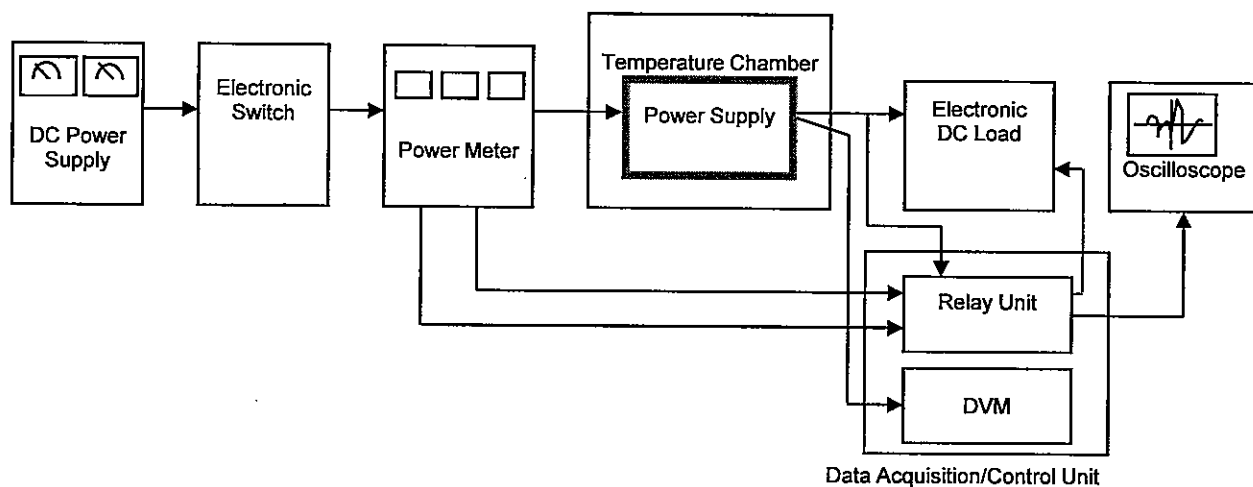 DC Power
Supply
Electronic
Switch
Power Meter
Temperature Chamber
Power Supply
Electronic
DC Load
Oscilloscope
Relay Unit
DVM
Data Acquisition/Control Unit